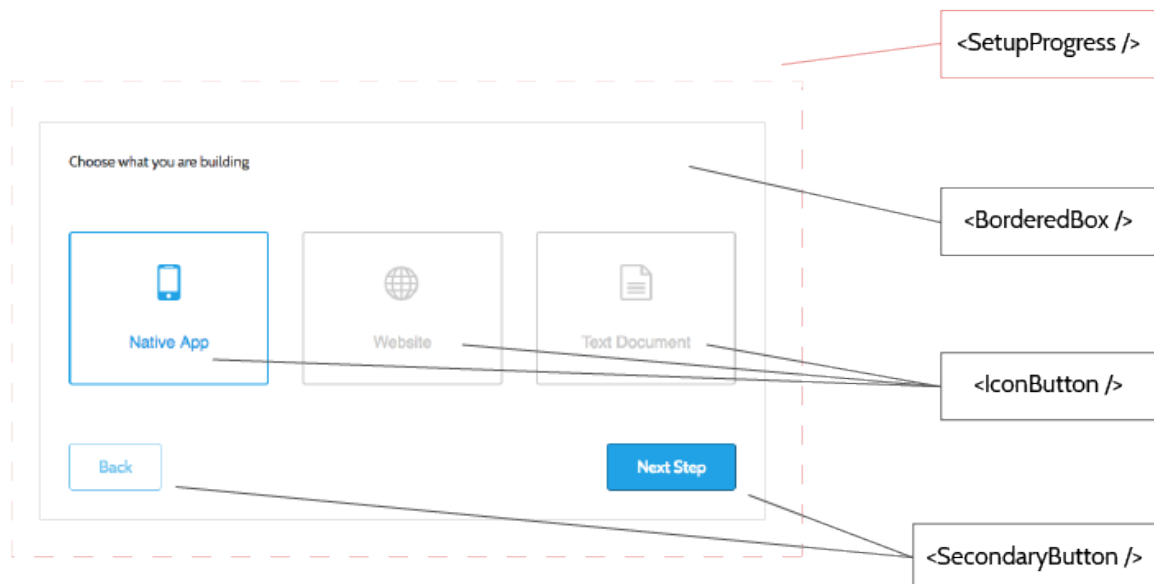 <SetupProgress />
Choose what you are building
<BorderedBox />
Native App
Website
Text Document
<IconButton />
Back
Next Step
<SecondaryButton />